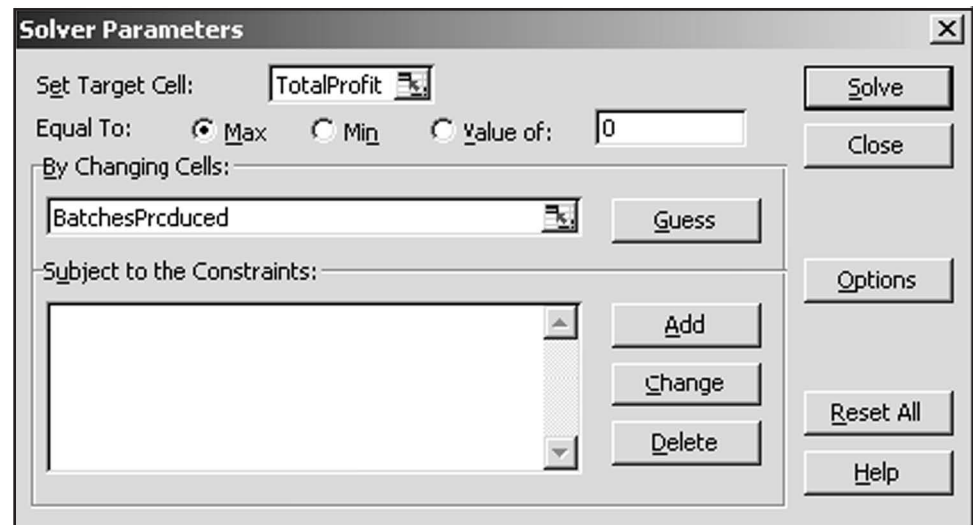 Solver Parameters
Set Target Cell: TotalProfit Solve
Equal To: Max Min Value of: 0 Close
By Changing Cells:
BatchesPrcduced Guess
Subject to the Constraints: Options
Add
Change
Reset All
Delete
Help